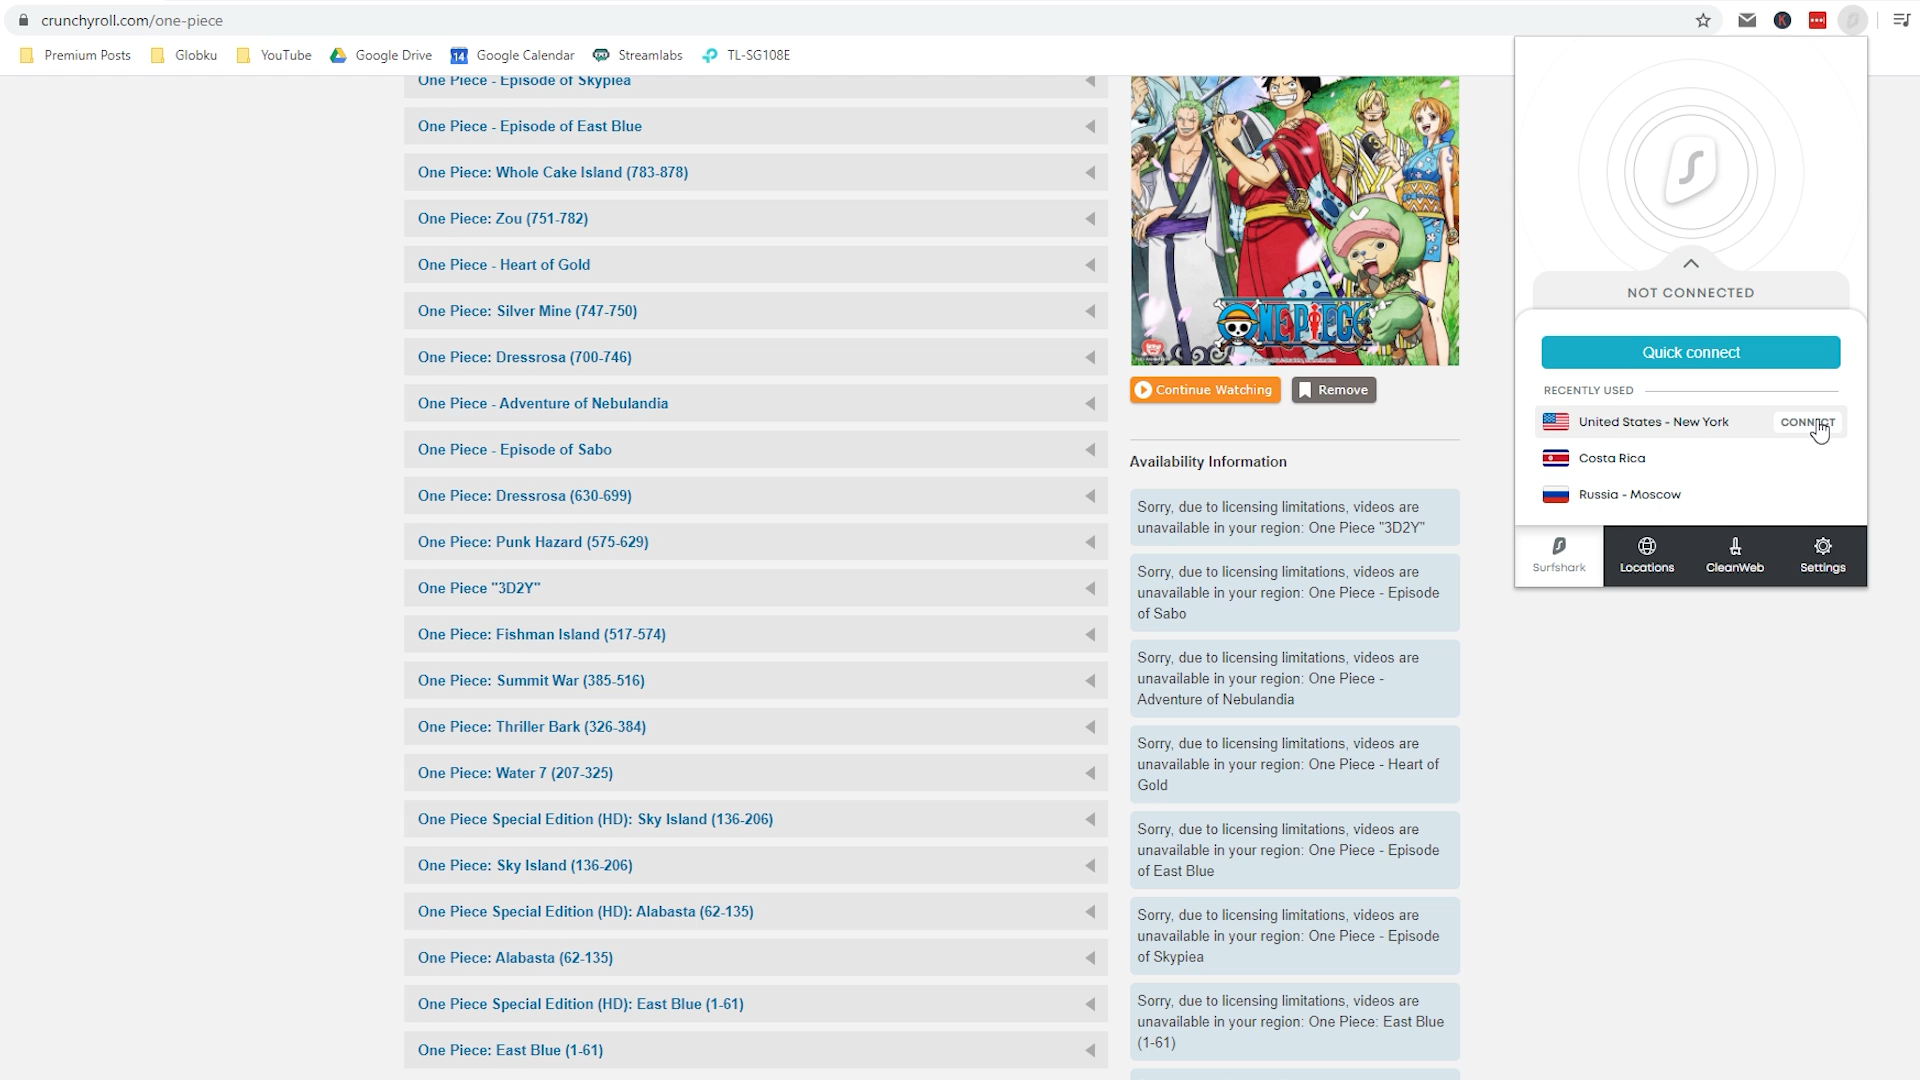 crunchyroll.com/one-piece
Premium Posts
Globku
YouTube
Google Drive
14
Google Calendar
Streamlabs
TL-SG108E
One Piece - Episode of Skypiea
One Piece - Episode of East Blue
One Piece: Whole Cake Island (783-878)
One Piece: Zou (751-782)
One Piece - Heart of Gold
One Piece: Silver Mine (747-750)
One Piece: Dressrosa (700-746)
One Piece - Adventure of Nebulandia
One Piece - Episode of Sabo
One Piece: Dressrosa (630-699)
One Piece: Punk Hazard (575-629)
One Piece "3D2Y"
One Piece: Fishman Island (517-574)
One Piece: Summit War (385-516)
One Piece: Thriller Bark (326-384)
One Piece: Water 7 (207-325)
One Piece Special Edition (HD): Sky Island (136-206)
One Piece: Sky Island (136-206)
One Piece Special Edition (HD): Alabasta (62-135)
One Piece: Alabasta (62-135)
One Piece Special Edition (HD): East Blue (1-61)
One Piece: East Blue (1-61)
ONE PIECE
Continue Watching
Remove
Availability Information
Sorry, due to licensing limitations, videos are
unavailable in your region: One Piece "3D2Y"
Sorry, due to licensing limitations, videos are
unavailable in your region: One Piece - Episode
of Sabo
Sorry, due to licensing limitations, videos are
unavailable in your region: One Piece -
Adventure of Nebulandia
Sorry, due to licensing limitations, videos are
unavailable in your region: One Piece - Heart of
Gold
Sorry, due to licensing limitations, videos are
unavailable in your region: One Piece - Episode
of East Blue
Sorry, due to licensing limitations, videos are
unavailable in your region: One Piece - Episode
of Skypiea
Sorry, due to licensing limitations, videos are
unavailable in your region: One Piece: East Blue
(1-61)
NOT CONNECTED
Quick connect
RECENTLY USED
United States - New York
CONNECT
Costa Rica
Russia - Moscow
Surfshark
Locations
CleanWeb
Settings